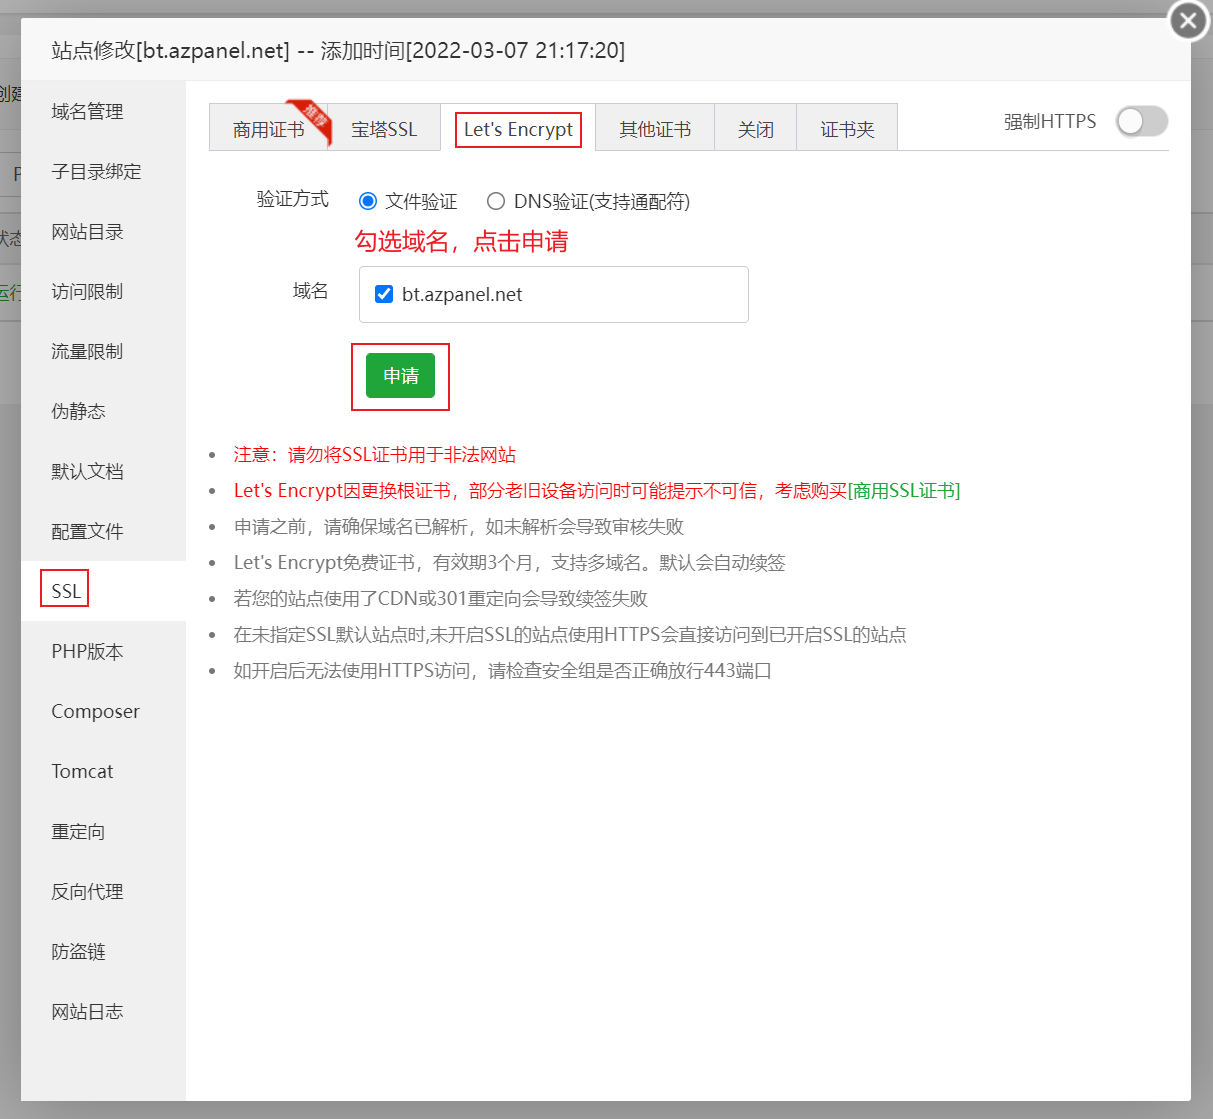 站点修改[bt.azpanel.net] -- 添加时间[2022-03-07 21:17:20]
域名管理
子目录绑定
网站目录
访问限制
流量限制
伪静态
默认文档
配置文件
SSL
PHP版本
Composer
Tomcat
重定向
反向代理
防盗链
网站日志
商用证书
推荐
宝塔SSL
Let's Encrypt
其他证书
关闭
证书夹
强制HTTPS
验证方式
文件验证
DNS验证(支持通配符)
勾选域名，点击申请
域名
bt.azpanel.net
申请
注意：请勿将SSL证书用于非法网站
Let's Encrypt因更换根证书，部分老旧设备访问时可能提示不可信，考虑购买[商用SSL证书]
申请之前，请确保域名已解析，如未解析会导致审核失败
Let's Encrypt免费证书，有效期3个月，支持多域名。默认会自动续签
若您的站点使用了CDN或301重定向会导致续签失败
在未指定SSL默认站点时,未开启SSL的站点使用HTTPS会直接访问到已开启SSL的站点
如开启后无法使用HTTPS访问，请检查安全组是否正确放行443端口